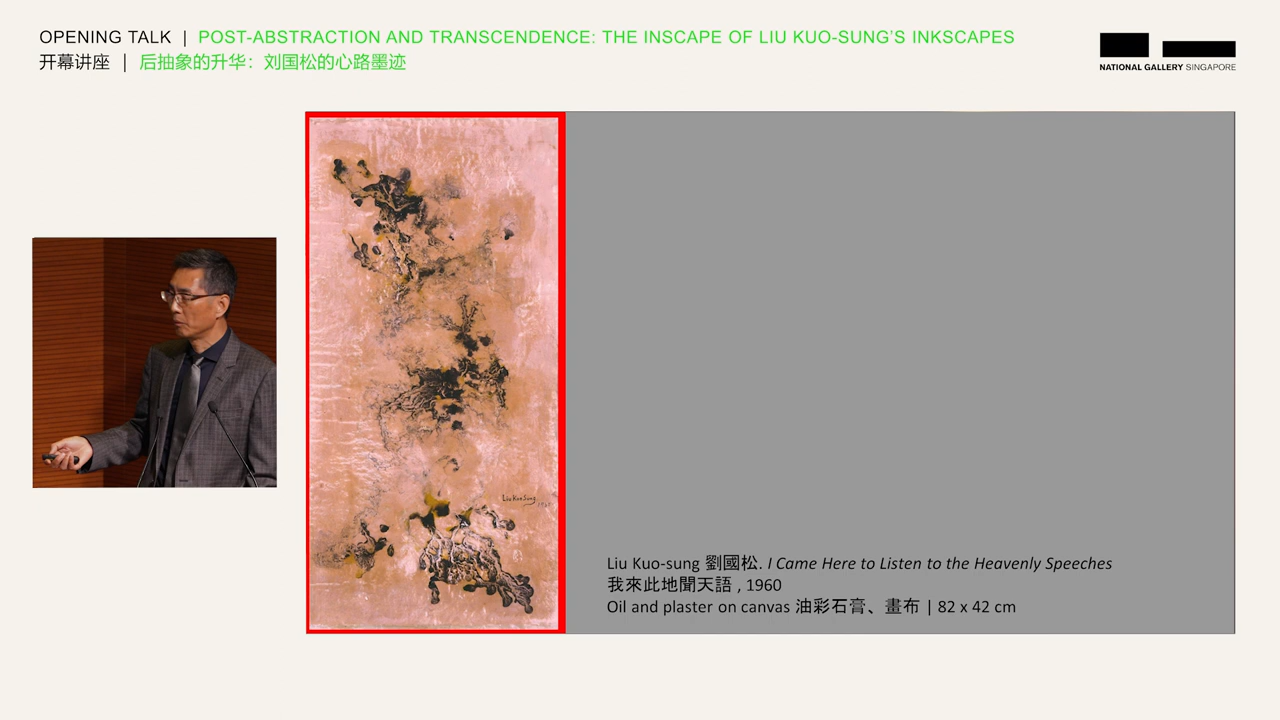 OPENING TALK | POST-ABSTRACTION AND TRANSCENDENCE: THE INSCAPE OF LIU KUO-SUNG'S INKSCAPES
开幕讲座 | 后抽象的升华：刘国松的心路墨迹
NATIONAL GALLERY SINGAPORE
Liu Kuo Sung
Liu Kuo-sung 劉國松. I Came Here to Listen to the Heavenly Speeches
我來此地聞天語 , 1960
Oil and plaster on canvas 油彩石膏、畫布 | 82 x 42 cm